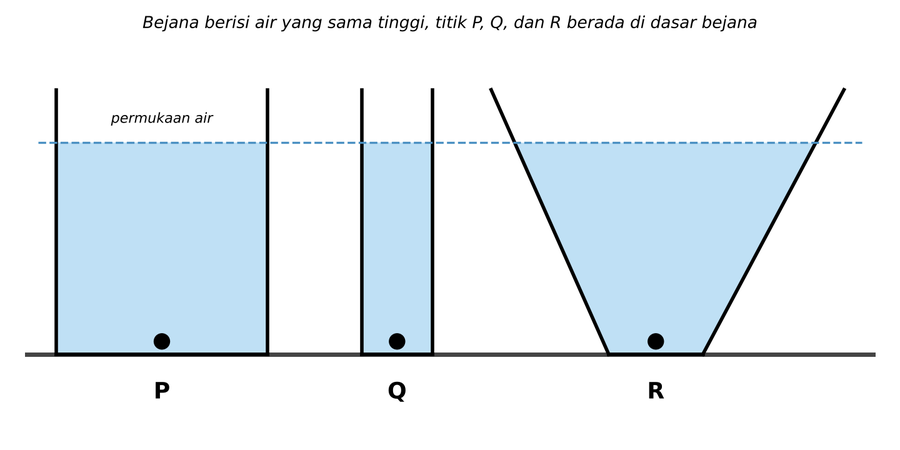 Bejana berisi air yang sama tinggi, titik P, Q, dan R berada di dasar bejana
permukaan air
P
Q
R